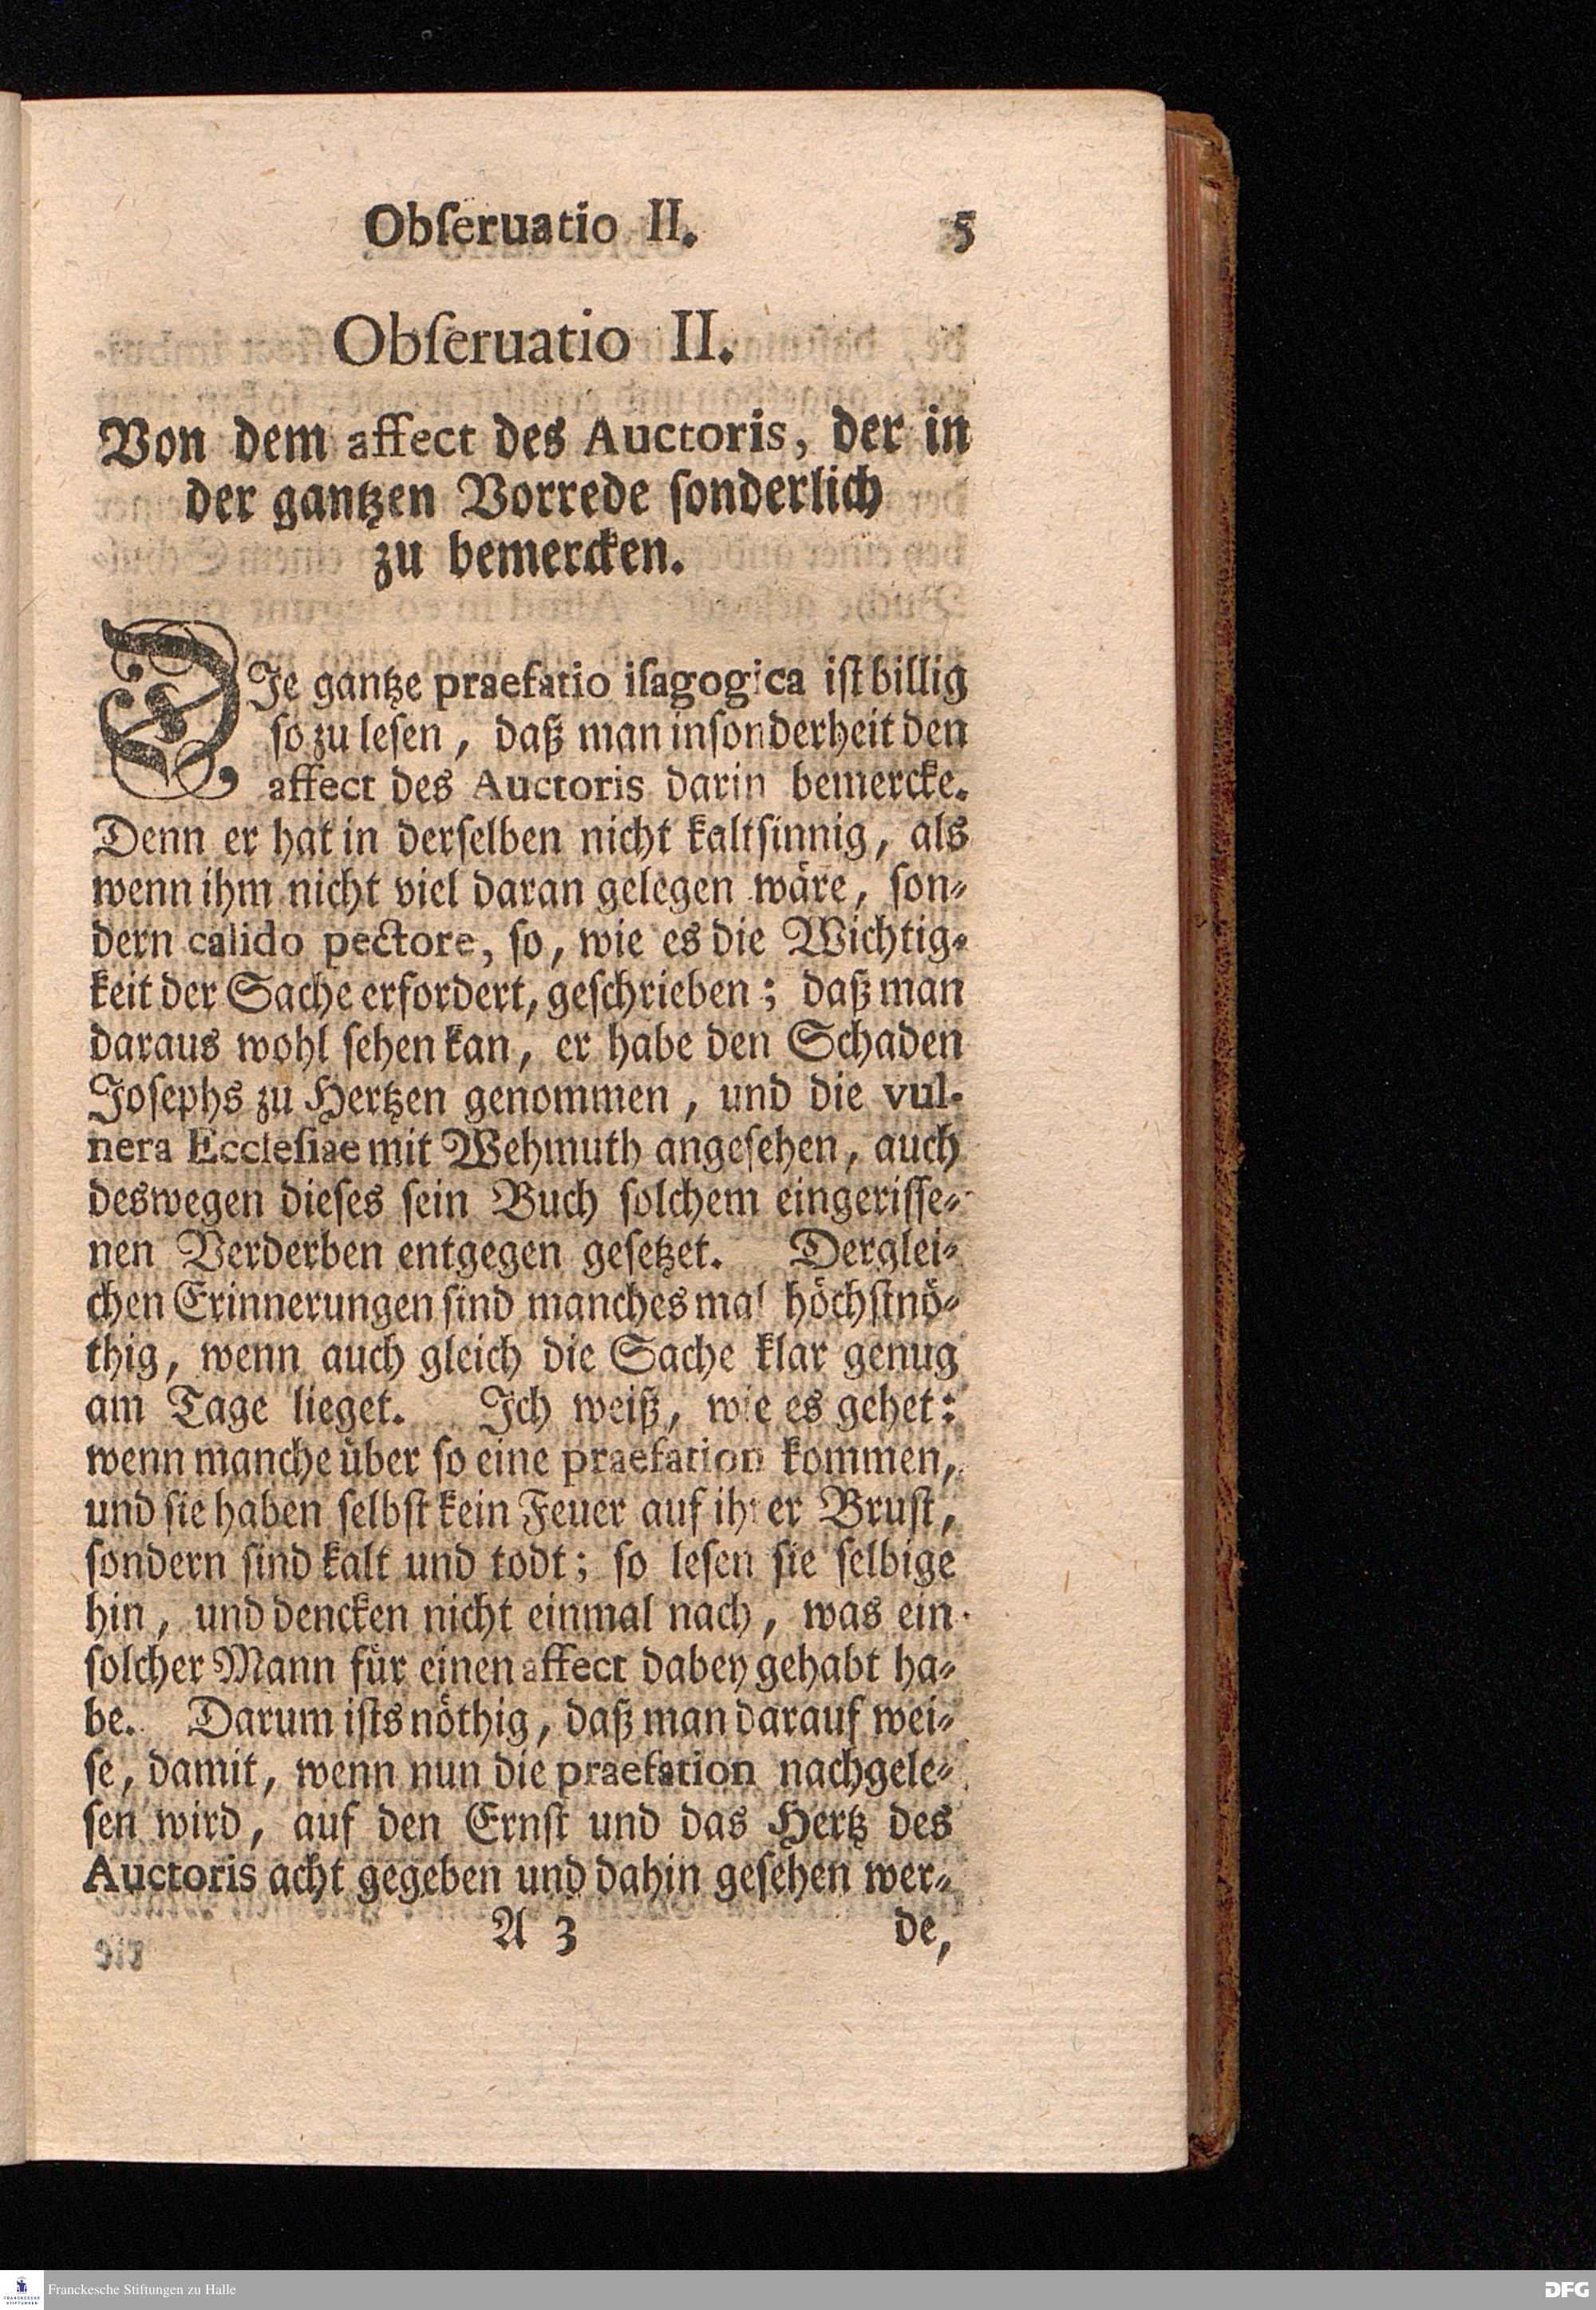 Obſeruatio II. 5
Obſeruatio II.
Von dem affect des Auctoris, der in
der gantzen Vorrede ſonderlich
zu bemercken.
DIe gantze praefatio iſagogica iſt billig
ſo zu leſen, daß man inſonderheit den
affect des Auctoris darin bemercke.
Denn er hat in derſelben nicht kaltſinnig, als
wenn ihm nicht viel daran gelegen wäre, ſon-
dern calido pectore, ſo, wie es die Wichtig-
keit der Sache erfordert, geſchrieben; daß man
daraus wohl ſehen kan, er habe den Schaden
Joſephs zu Hertzen genommen, und die vul-
nera Eccleſiae mit Wehmuth angeſehen, auch
deswegen dieſes ſein Buch ſolchem eingeriſſe-
nen Verderben entgegen geſetzet. Derglei-
chen Erinnerungen ſind manches mal höchſtnö-
thig, wenn auch gleich die Sache klar genug
am Tage lieget. Ich weiß, wie es gehet:
wenn manche über ſo eine praefation kommen,
und ſie haben ſelbſt kein Feuer auf ihrer Bruſt,
ſondern ſind kalt und todt; ſo leſen ſie ſelbige
hin, und dencken nicht einmal nach, was ein
ſolcher Mann für einen affect dabey gehabt ha-
be. Darum iſts nöthig, daß man darauf wei-
ſe, damit, wenn nun die praefation nachgele-
ſen wird, auf den Ernſt und das Hertz des
Auctoris acht gegeben und dahin geſehen wer-
A 3 de,
Franckesche Stiftungen zu Halle
DFG